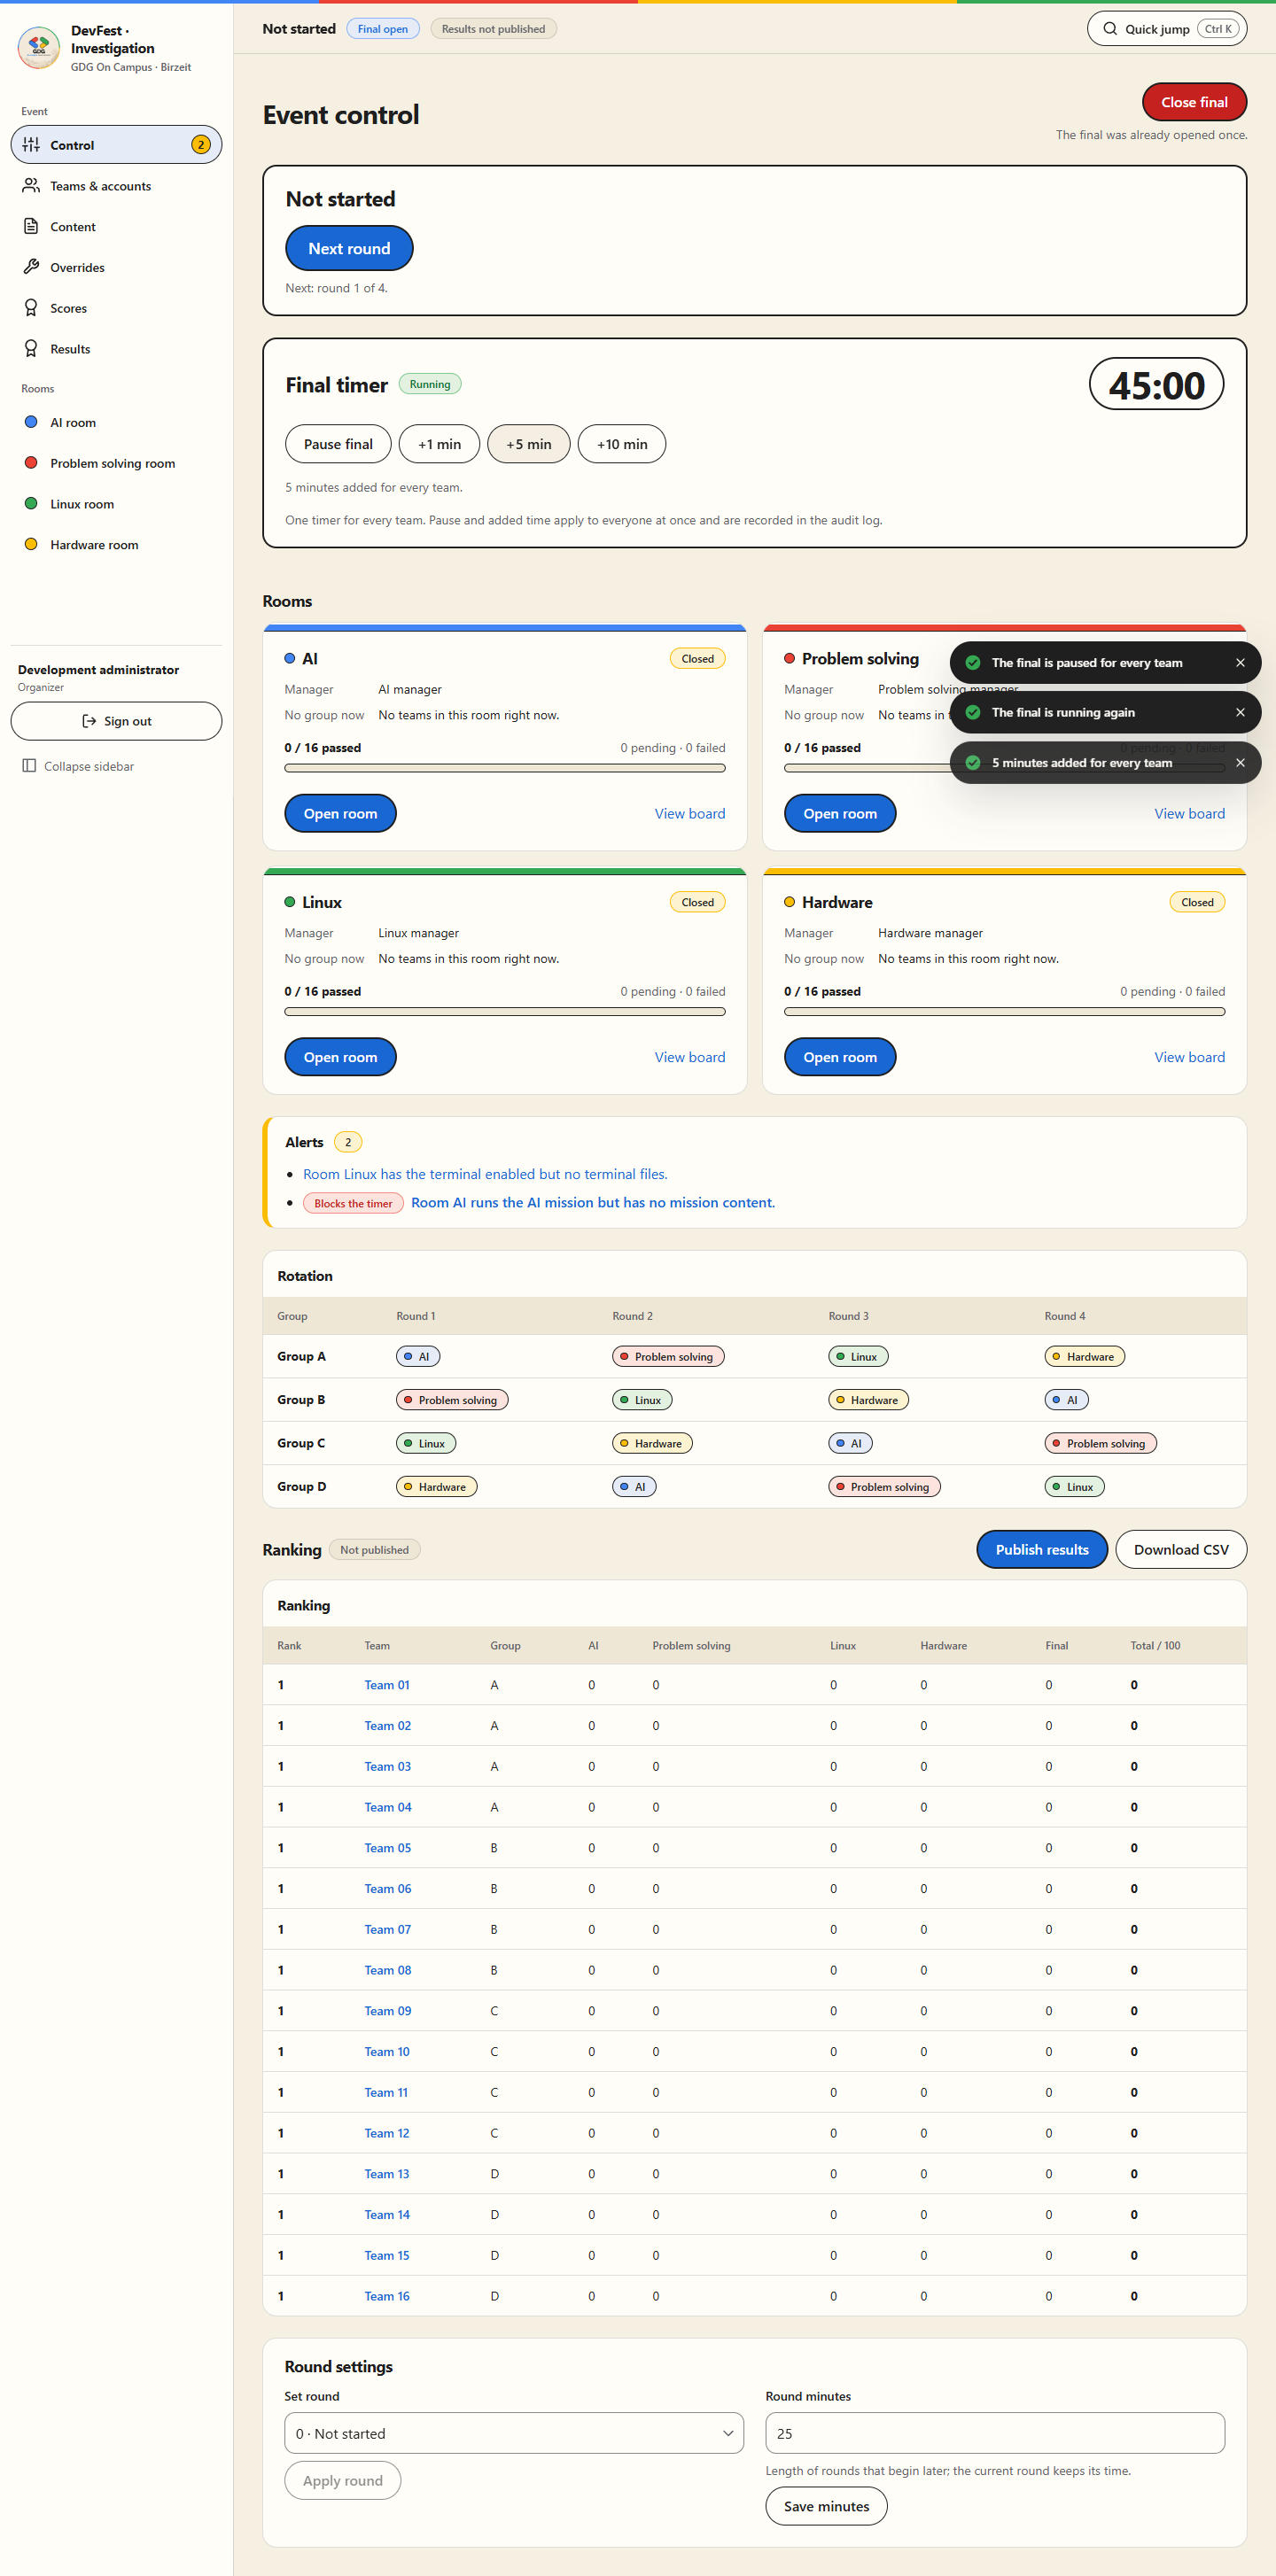 DevFest ·
Investigation
GDG On Campus · Birzeit
Event
Control 2
Teams & accounts
Content
Overrides
Scores
Results
Rooms
AI room
Problem solving room
Linux room
Hardware room
Development administrator
Organizer
Sign out
Collapse sidebar
Not started Final open Results not published
Quick jump Ctrl K
Event control
Close final
The final was already opened once.
Not started
Next round
Next: round 1 of 4.
Final timer Running
45:00
Pause final +1 min +5 min +10 min
5 minutes added for every team.
One timer for every team. Pause and added time apply to everyone at once and are recorded in the audit log.
Rooms
AI Closed
Manager AI manager
No group now No teams in this room right now.
0 / 16 passed 0 pending · 0 failed
Open room View board
Problem solving
Manager Problem solving manager
No group now No teams in
0 / 16 passed 0 pending · 0 failed
Open room View board
The final is paused for every team
The final is running again
5 minutes added for every team
Linux Closed
Manager Linux manager
No group now No teams in this room right now.
0 / 16 passed 0 pending · 0 failed
Open room View board
Hardware Closed
Manager Hardware manager
No group now No teams in this room right now.
0 / 16 passed 0 pending · 0 failed
Open room View board
Alerts 2
Room Linux has the terminal enabled but no terminal files.
Blocks the timer Room AI runs the AI mission but has no mission content.
Rotation
Group Round 1 Round 2 Round 3 Round 4
Group A AI Problem solving Linux Hardware
Group B Problem solving Linux Hardware AI
Group C Linux Hardware AI Problem solving
Group D Hardware AI Problem solving Linux
Ranking Not published
Publish results Download CSV
Ranking
Rank Team Group AI Problem solving Linux Hardware Final Total / 100
1 Team 01 A 0 0 0 0 0 0
1 Team 02 A 0 0 0 0 0 0
1 Team 03 A 0 0 0 0 0 0
1 Team 04 A 0 0 0 0 0 0
1 Team 05 B 0 0 0 0 0 0
1 Team 06 B 0 0 0 0 0 0
1 Team 07 B 0 0 0 0 0 0
1 Team 08 B 0 0 0 0 0 0
1 Team 09 C 0 0 0 0 0 0
1 Team 10 C 0 0 0 0 0 0
1 Team 11 C 0 0 0 0 0 0
1 Team 12 C 0 0 0 0 0 0
1 Team 13 D 0 0 0 0 0 0
1 Team 14 D 0 0 0 0 0 0
1 Team 15 D 0 0 0 0 0 0
1 Team 16 D 0 0 0 0 0 0
Round settings
Set round
0 · Not started
Apply round
Round minutes
25
Length of rounds that begin later; the current round keeps its time.
Save minutes